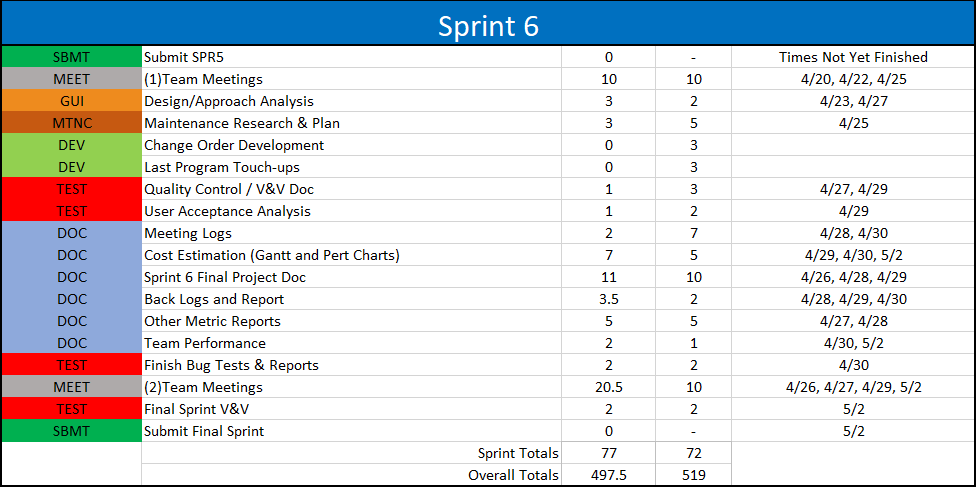 Sprint 6
SBMT Submit SPR5 0 - Times Not Yet Finished
MEET (1)Team Meetings 10 10 4/20, 4/22, 4/25
GUI Design/Approach Analysis 3 2 4/23, 4/27
MTNC Maintenance Research & Plan 3 5 4/25
DEV Change Order Development 0 3
DEV Last Program Touch-ups 0 3
TEST Quality Control / V&V Doc 1 3 4/27, 4/29
TEST User Acceptance Analysis 1 2 4/29
DOC Meeting Logs 2 7 4/28, 4/30
DOC Cost Estimation (Gantt and Pert Charts) 7 5 4/29, 4/30, 5/2
DOC Sprint 6 Final Project Doc 11 10 4/26, 4/28, 4/29
DOC Back Logs and Report 3.5 2 4/28, 4/29, 4/30
DOC Other Metric Reports 5 5 4/27, 4/28
DOC Team Performance 2 1 4/30, 5/2
TEST Finish Bug Tests & Reports 2 2 4/30
MEET (2)Team Meetings 20.5 10 4/26, 4/27, 4/29, 5/2
TEST Final Sprint V&V 2 2 5/2
SBMT Submit Final Sprint 0 - 5/2
Sprint Totals 77 72
Overall Totals 497.5 519